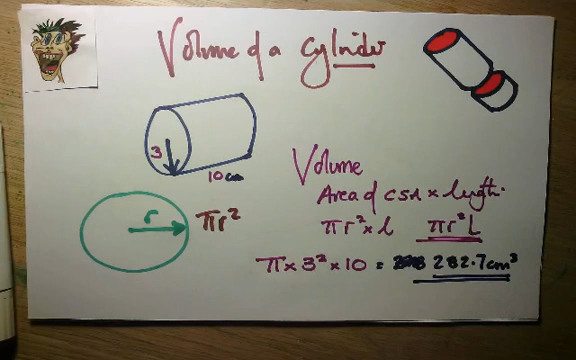 Volume of a Cylinder
3
10cm
r
πr²
Volume
Area of CSA × length.
πr² × l πr²L
π × 3² × 10 = 282.7cm³